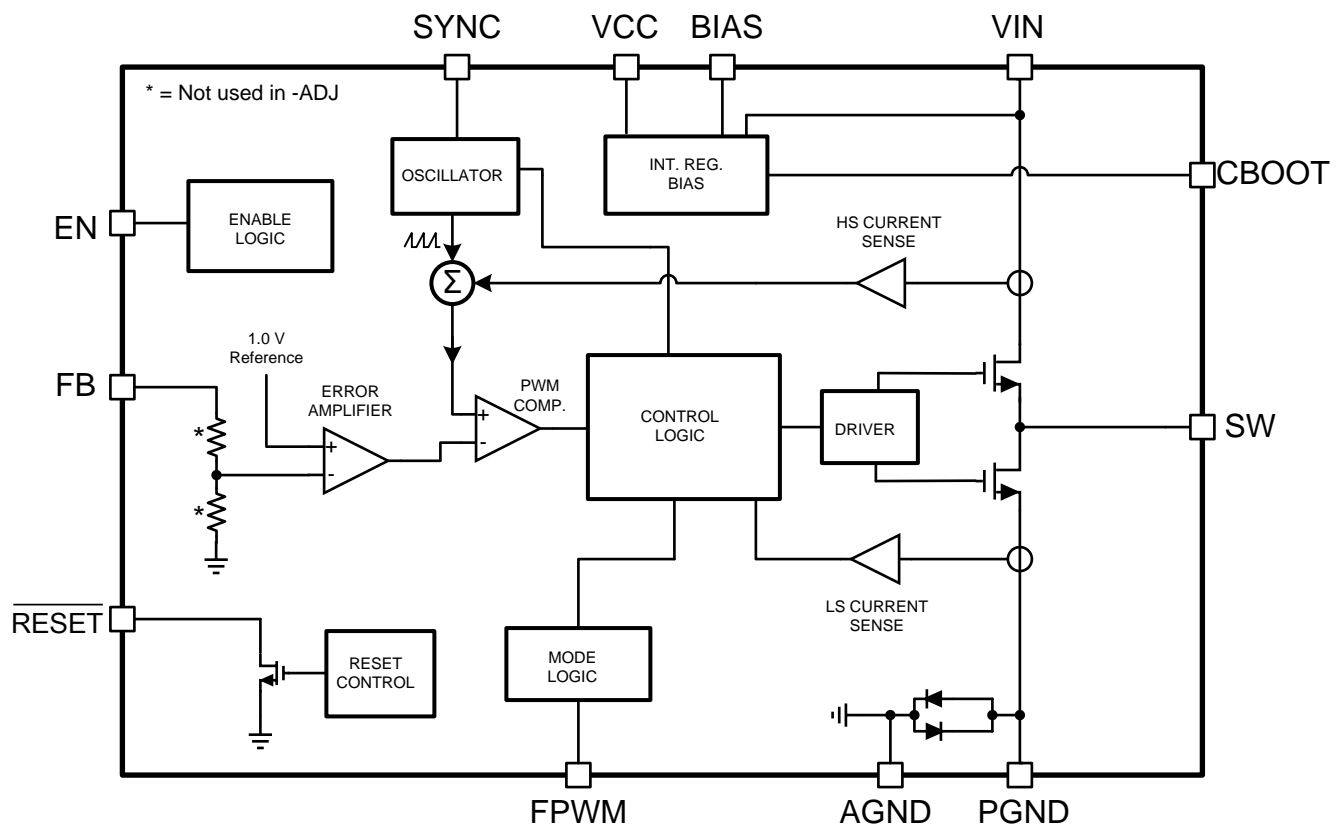 SYNC
VCC
BIAS
VIN
* = Not used in -ADJ
OSCILLATOR
INT. REG.
BIAS
CBOOT
EN
ENABLE
LOGIC
HS CURRENT
SENSE
Σ
1.0 V
Reference
FB
ERROR
AMPLIFIER
PWM
COMP.
CONTROL
LOGIC
DRIVER
SW
*
+
-
+
-
*
RESET
RESET
CONTROL
MODE
LOGIC
LS CURRENT
SENSE
FPWM
AGND
PGND